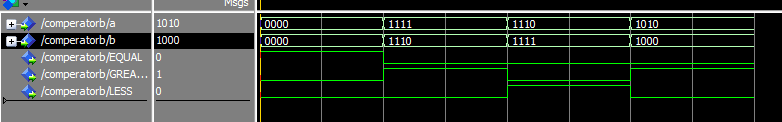 Msgs
/comperatorb/a 1010 0000 1111 1110 1010
/comperatorb/b 1000 0000 1110 1111 1000
/comperatorb/EQUAL 0
/comperatorb/GREA... 1
/comperatorb/LESS 0